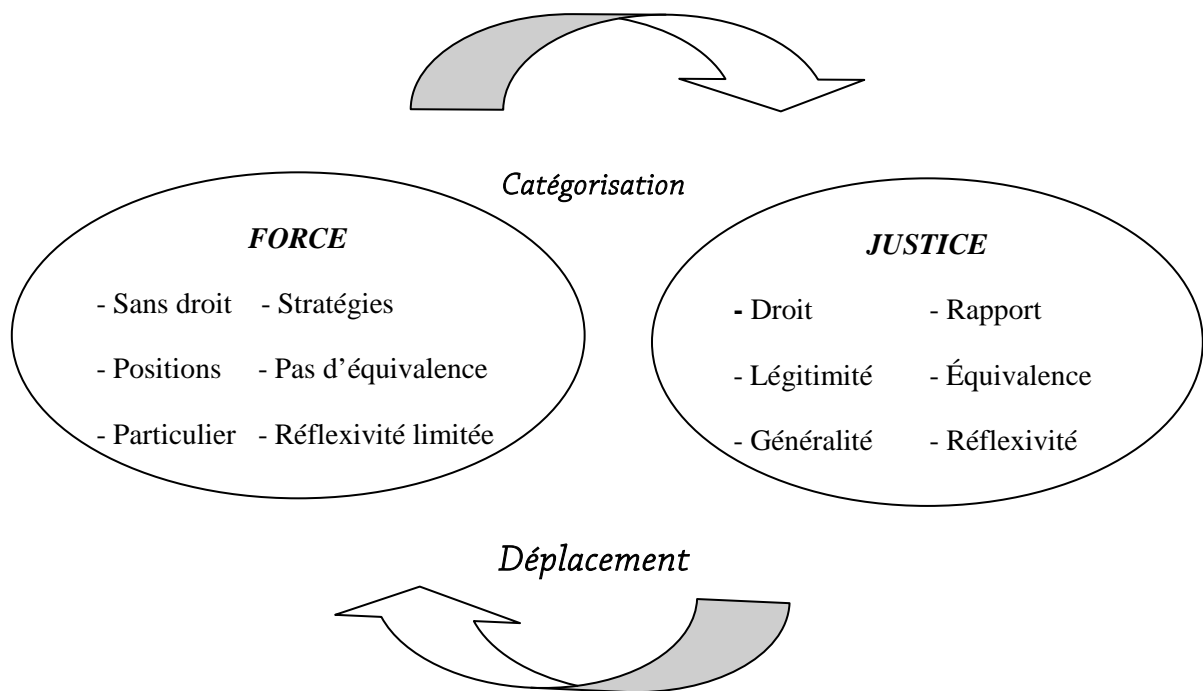 Catégorisation
FORCE
- Sans droit - Stratégies
- Positions - Pas d’équivalence
- Particulier - Réflexivité limitée
JUSTICE
- Droit - Rapport
- Légitimité - Équivalence
- Généralité - Réflexivité
Déplacement